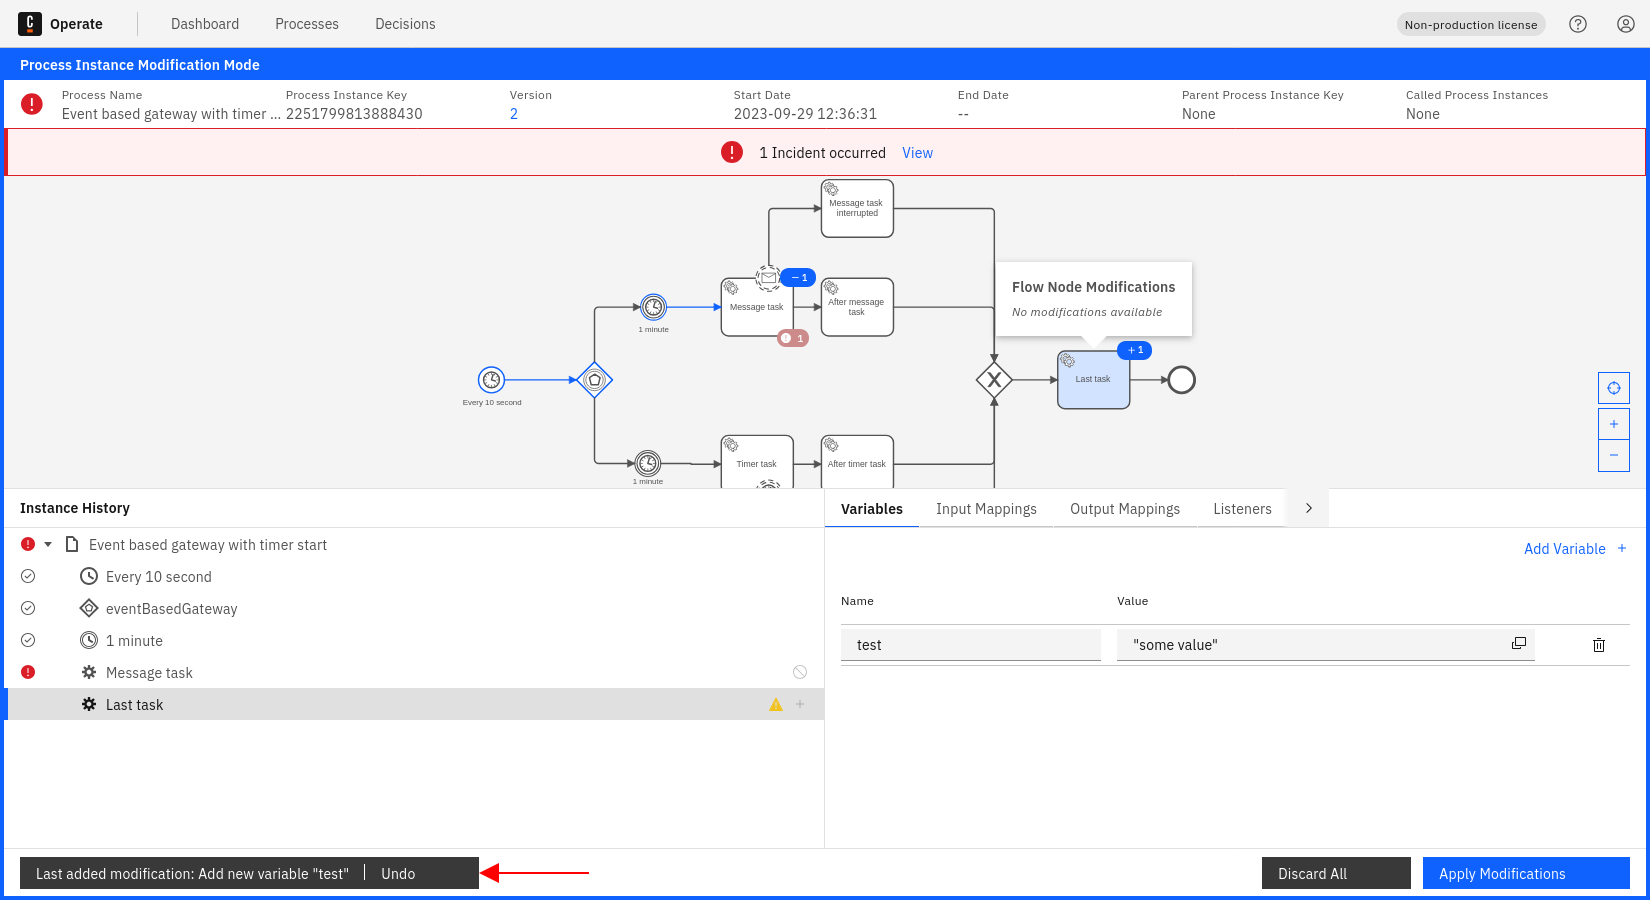 Operate
Dashboard
Processes
Decisions
Non-production license
Process Instance Modification Mode
Process Name
Process Instance Key
Version
Start Date
End Date
Parent Process Instance Key
Called Process Instances
Event based gateway with timer ...
2251799813888430
2
2023-09-29 12:36:31
--
None
None
1 Incident occurred View
Message task
interrupted
− 1
Message task
After message
task
1 minute
1
Flow Node Modifications
No modifications available
+ 1
Last task
Every 10 second
Timer task
After timer task
1 minute
Instance History
Event based gateway with timer start
Every 10 second
eventBasedGateway
1 minute
Message task
Last task
Variables
Input Mappings
Output Mappings
Listeners
Add Variable +
Name
Value
test
"some value"
Last added modification: Add new variable "test"
Undo
Discard All
Apply Modifications